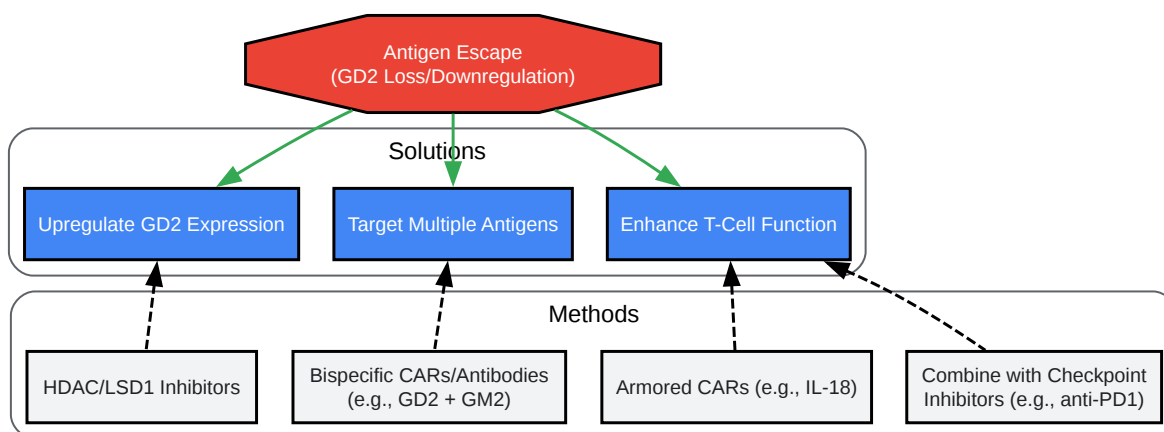 Antigen Escape
(GD2 Loss/Downregulation)
Solutions
Upregulate GD2 Expression
Target Multiple Antigens
Enhance T-Cell Function
Methods
HDAC/LSD1 Inhibitors
Bispecific CARs/Antibodies
(e.g., GD2 + GM2)
Armored CARs (e.g., IL-18)
Combine with Checkpoint
Inhibitors (e.g., anti-PD1)